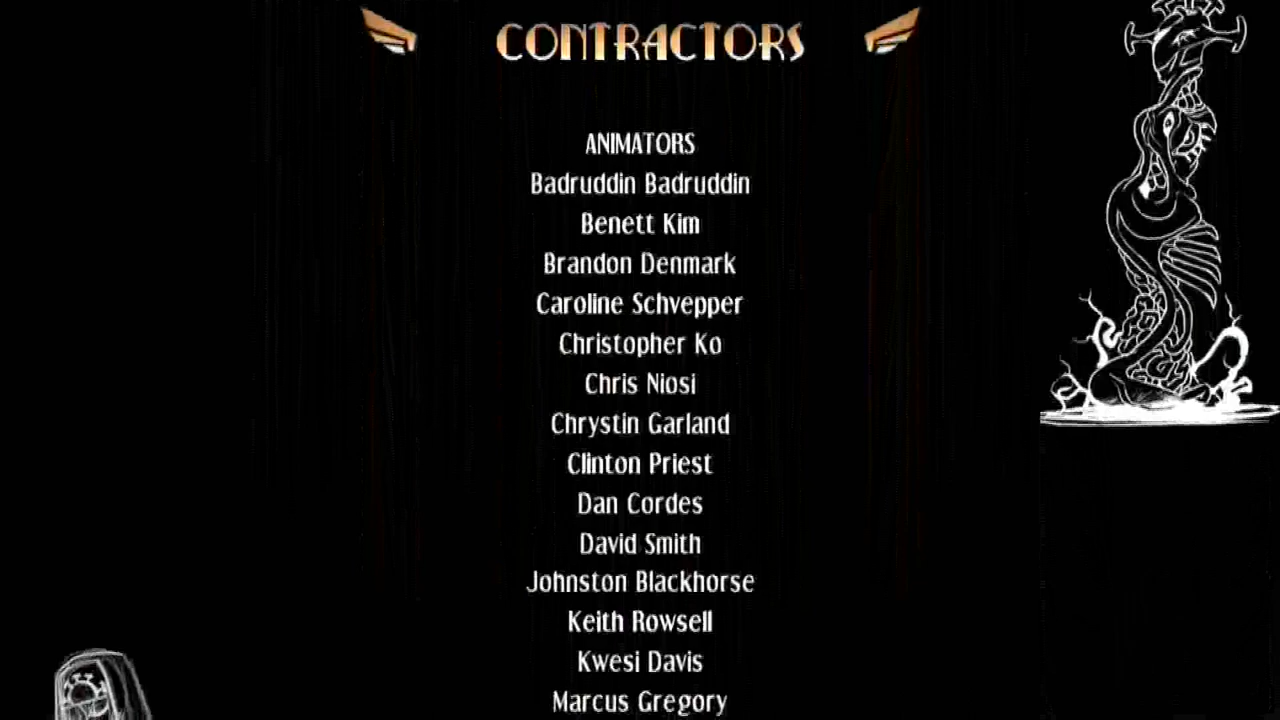 CONTRACTORS
ANIMATORS
Badruddin Badruddin
Benett Kim
Brandon Denmark
Caroline Schvepper
Christopher Ko
Chris Niosi
Chrystin Garland
Clinton Priest
Dan Cordes
David Smith
Johnston Blackhorse
Keith Rowsell
Kwesi Davis
Marcus Gregory